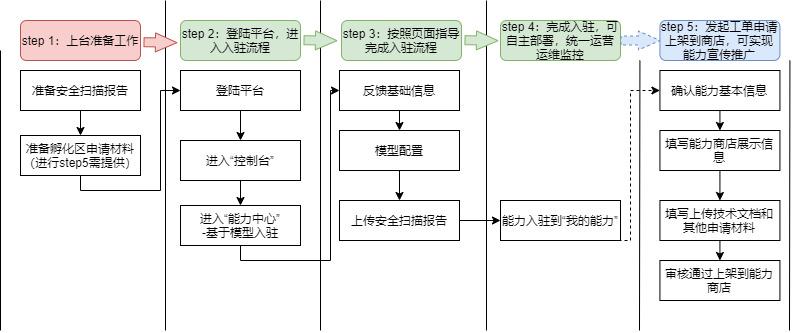 step 1：上台准备工作
step 2：登陆平台，进
入入驻流程
step 3：按照页面指导
完成入驻流程
step 4：完成入驻，可
自主部署，统一运营
运维监控
step 5：发起工单申请
上架到商店，可实现
能力宣传推广
准备安全扫描报告
准备孵化区申请材料
（进行step5需提供）
登陆平台
进入“控制台”
进入“能力中心”
-基于模型入驻
反馈基础信息
模型配置
上传安全扫描报告
能力入驻到“我的能力”
确认能力基本信息
填写能力商店展示信
息
填写上传技术文档和
其他申请材料
审核通过上架到能力
商店